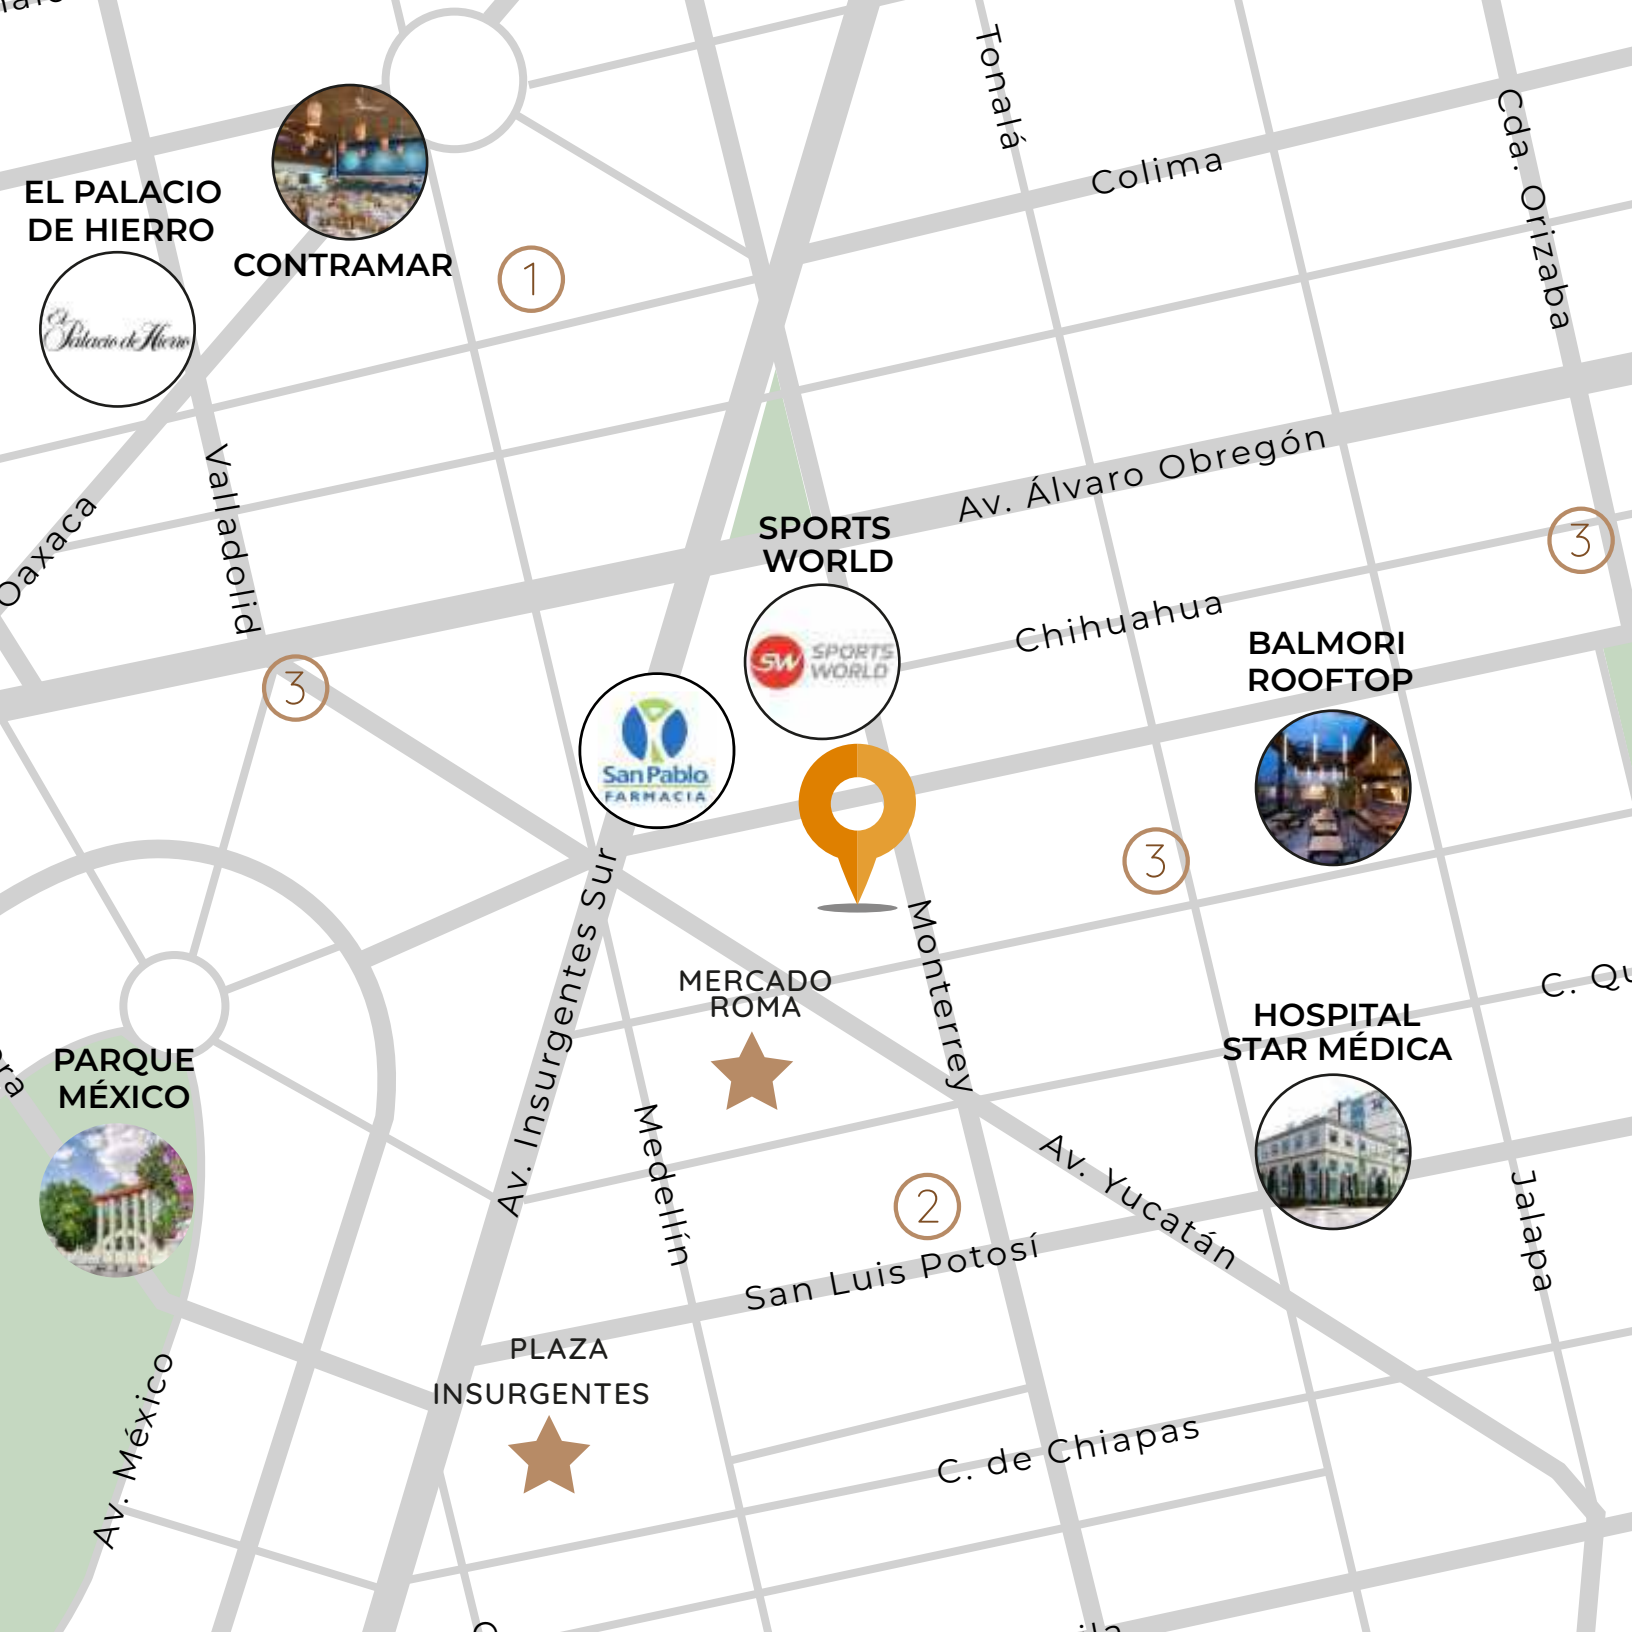 Tonalá
Colima
Cda. Orizaba
EL PALACIO
DE HIERRO
CONTRAMAR
1
El
Palacio de Hierro
Valladolid
Oaxaca
Av. Álvaro Obregón
SPORTS
WORLD
SW SPORTS
WORLD
3
Chihuahua
BALMORI
ROOFTOP
3
San Pablo
FARMACIA
3
Av. Insurgentes Sur
Monterrey
MERCADO
ROMA
C. Qu
HOSPITAL
STAR MÉDICA
PARQUE
MÉXICO
Medellín
Av. Yucatán
2
San Luis Potosí
Jalapa
PLAZA
INSURGENTES
Av. México
C. de Chiapas